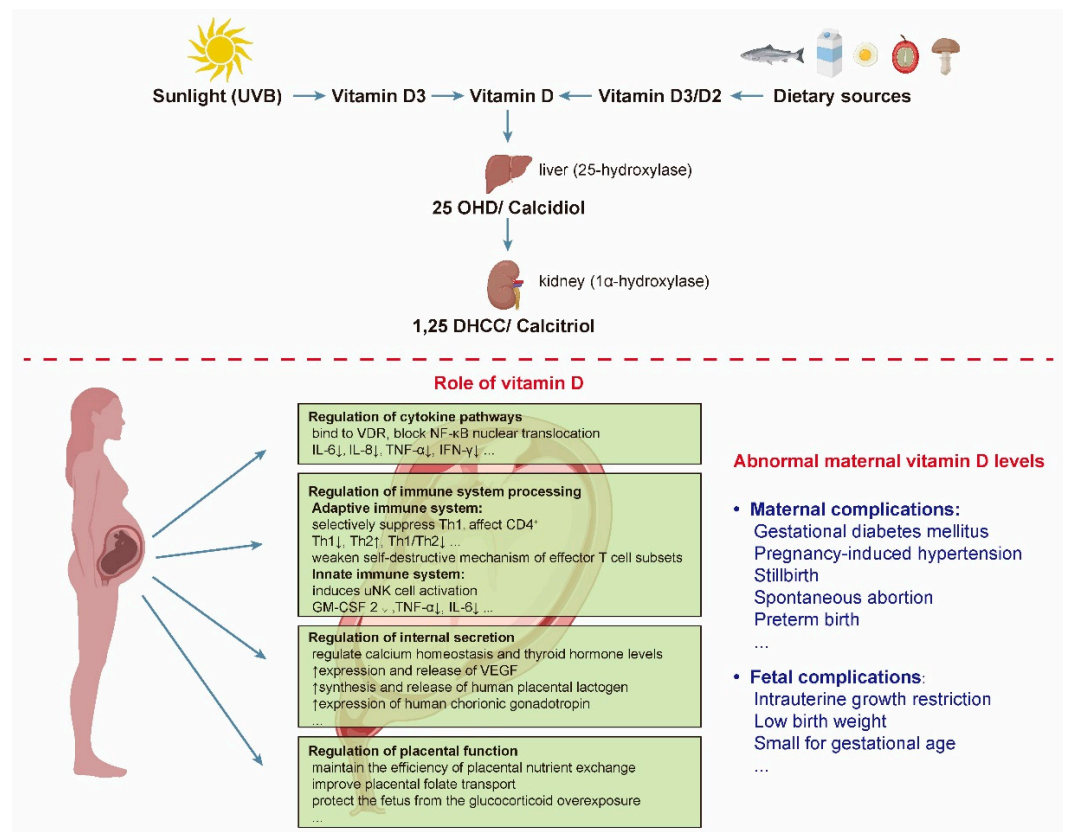 Sunlight (UVB) Vitamin D3 Vitamin D Vitamin D3/D2 Dietary sources
liver (25-hydroxylase)
25 OHD/ Calcidiol
kidney (1α-hydroxylase)
1,25 DHCC/ Calcitriol
Role of vitamin D
Regulation of cytokine pathways
bind to VDR, block NF-κB nuclear translocation
IL-6↓, IL-8↓, TNF-α↓, IFN-γ↓ ...
Regulation of immune system processing
Adaptive immune system:
selectively suppress Th1, affect CD4⁺
Th1↓, Th2↑, Th1/Th2↓ ...
weaken self-destructive mechanism of effector T cell subsets
Innate immune system:
induces uNK cell activation
GM-CSF 2 ,TNF-α↓, IL-6↓ ...
Regulation of internal secretion
regulate calcium homeostasis and thyroid hormone levels
↑expression and release of VEGF
↑synthesis and release of human placental lactogen
↑expression of human chorionic gonadotropin
...
Regulation of placental function
maintain the efficiency of placental nutrient exchange
improve placental folate transport
protect the fetus from the glucocorticoid overexposure
...
Abnormal maternal vitamin D levels
• Maternal complications:
Gestational diabetes mellitus
Pregnancy-induced hypertension
Stillbirth
Spontaneous abortion
Preterm birth
...
• Fetal complications:
Intrauterine growth restriction
Low birth weight
Small for gestational age
...